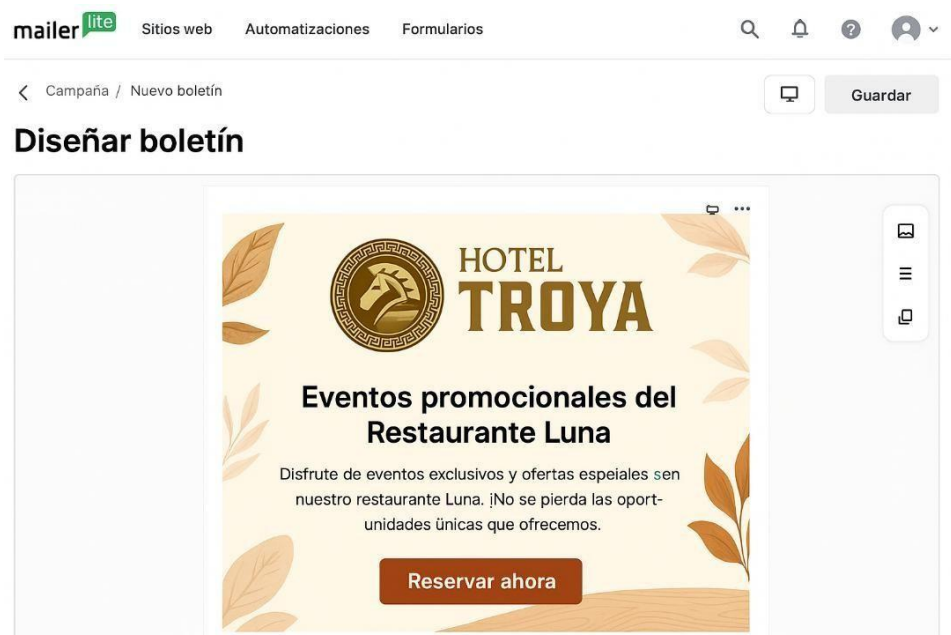 mailer lite
Sitios web
Automatizaciones
Formularios
Campaña / Nuevo boletín
Guardar
Diseñar boletín
HOTEL
TROYA
Eventos promocionales del
Restaurante Luna
Disfrute de eventos exclusivos y ofertas espeiales sen
nuestro restaurante Luna. ¡No se pierda las oport-
unidades ünicas que ofrecemos.
Reservar ahora